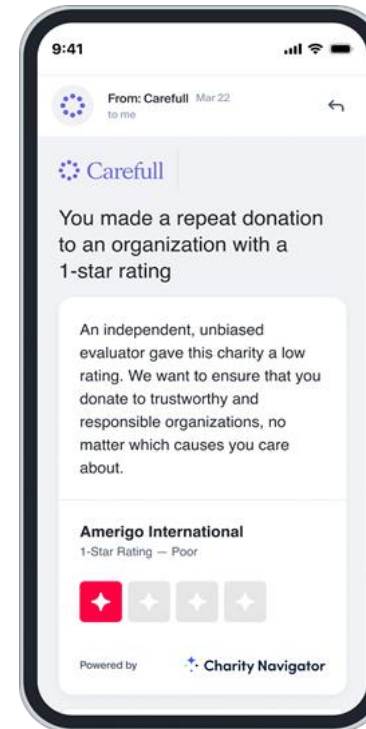 9:41
From: Carefull Mar 22
to me
Carefull
You made a repeat donation
to an organization with a
1-star rating
An independent, unbiased
evaluator gave this charity a low
rating. We want to ensure that you
donate to trustworthy and
responsible organizations, no
matter which causes you care
about.
Amerigo International
1-Star Rating — Poor
Powered by Charity Navigator